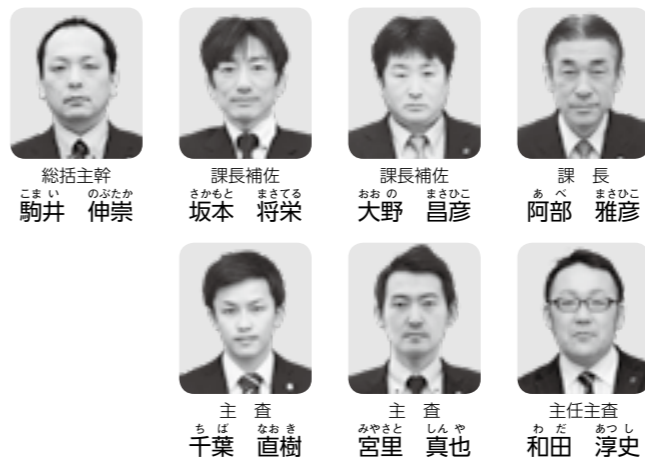 課　長
あ べ　まさひこ
阿部　雅彦
課長補佐
おお の　まさひこ
大野　昌彦
課長補佐
さかもと　まさてる
坂本　将栄
総括主幹
こま い　のぶたか
駒井　伸崇
主任主査
わ だ　あつ し
和田　淳史
主　査
みやさと　しん や
宮里　真也
主　査
ち ば　なお き
千葉　直樹